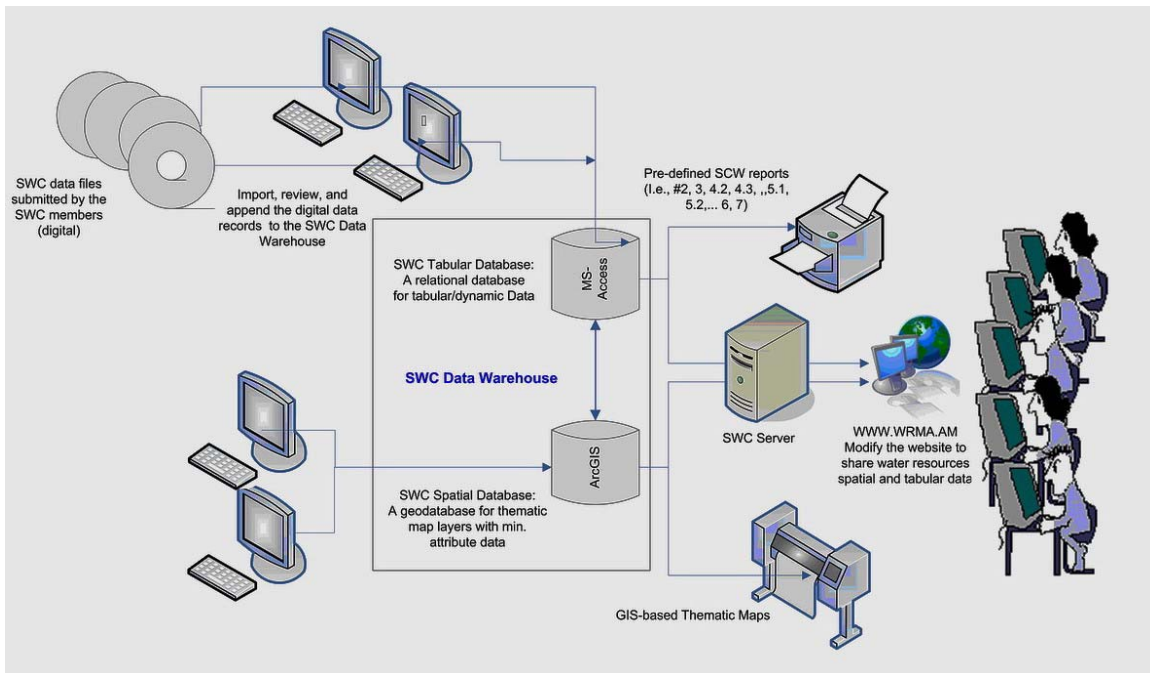 SWC data files
submitted by the
SWC members
(digital)
Import, review, and
append the digital data
records to the SWC Data
Warehouse
Pre-defined SCW reports
(I.e., #2, 3, 4.2, 4.3, ,,5.1,
5.2,... 6, 7)
SWC Tabular Database:
A relational database
for tabular/dynamic Data
MS-
Access
SWC Data Warehouse
SWC Server
WWW.WRMA.AM
Modify the website to
share water resources
spatial and tabular data
SWC Spatial Database:
A geodatabase for thematic
map layers with min.
attribute data
ArcGIS
GIS-based Thematic Maps